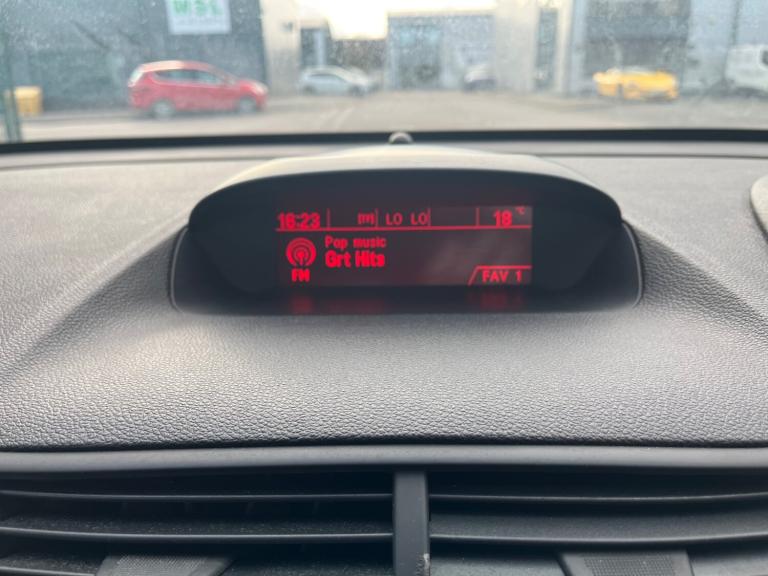 16:23 LO LO 18 °C
Pop music
Grt Hits
FM
FAV 1